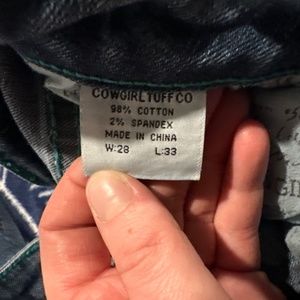 COWGIRLTUFFCO
98% COTTON
2% SPANDEX
MADE IN CHINA
W:28 L:33